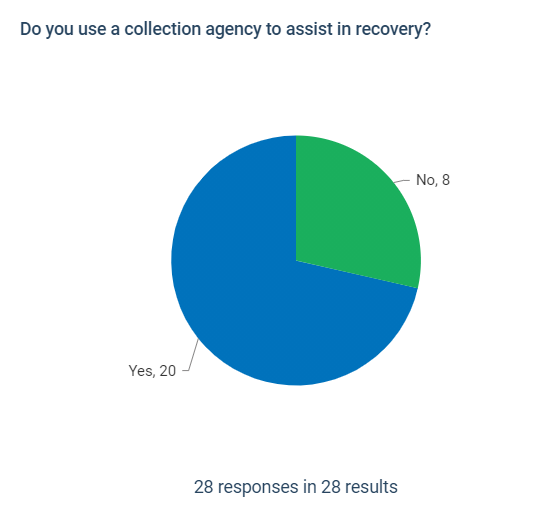 Do you use a collection agency to assist in recovery?
No, 8
Yes, 20
28 responses in 28 results